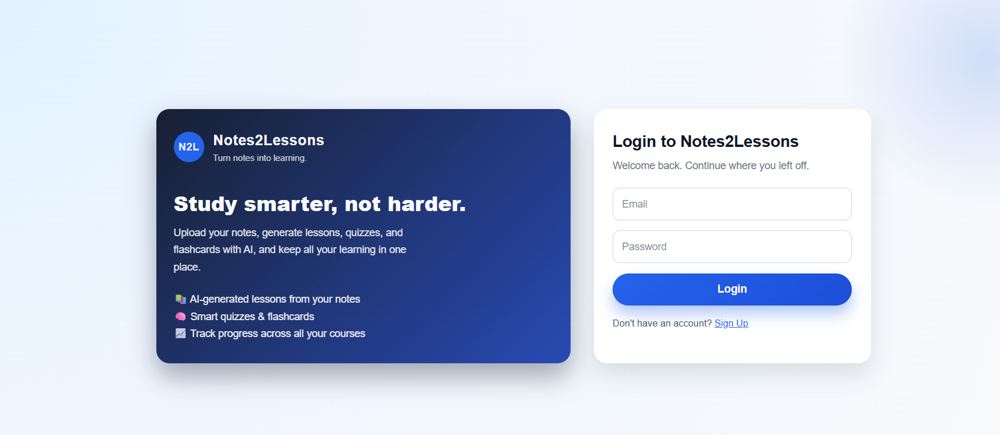 N2L
Notes2Lessons
Turn notes into learning.
Study smarter, not harder.
Upload your notes, generate lessons, quizzes, and
flashcards with AI, and keep all your learning in one
place.
📚 AI-generated lessons from your notes
🧠 Smart quizzes & flashcards
📈 Track progress across all your courses
Login to Notes2Lessons
Welcome back. Continue where you left off.
Email
Password
Login
Don't have an account? Sign Up